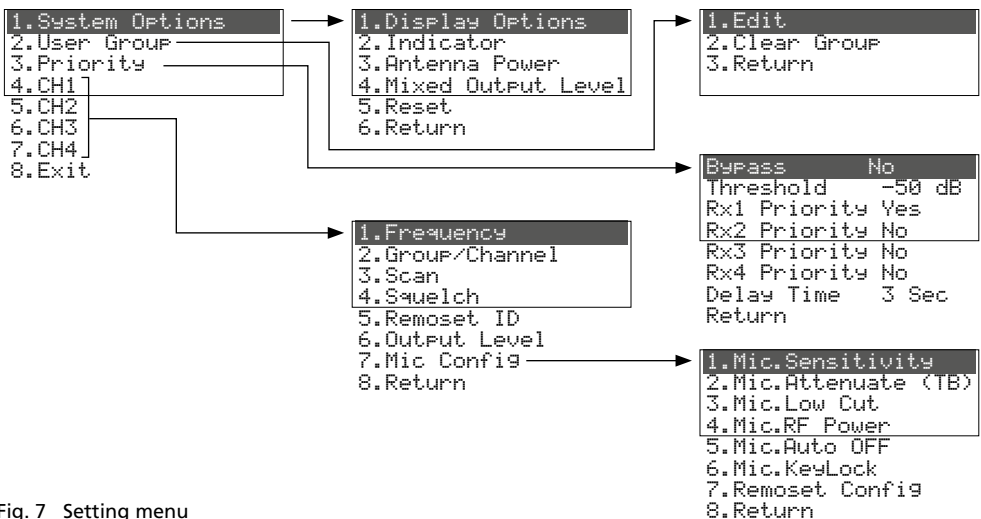 1.System Options
2.User Group
3.Priority
4.CH1
5.CH2
6.CH3
7.CH4
8.Exit
1.Display Options
2.Indicator
3.Antenna Power
4.Mixed Output Level
5.Reset
6.Return
1.Edit
2.Clear Group
3.Return
Bypass No
Threshold -50 dB
Rx1 Priority Yes
Rx2 Priority No
Rx3 Priority No
Rx4 Priority No
Delay Time 3 Sec
Return
1.Frequency
2.Group/Channel
3.Scan
4.Squelch
5.Remoset ID
6.Output Level
7.Mic Config
8.Return
1.Mic.Sensitivity
2.Mic.Attenuate (TB)
3.Mic.Low Cut
4.Mic.RF Power
5.Mic.Auto OFF
6.Mic.KeyLock
7.Remoset Config
8.Return
Fig. 7 Setting menu